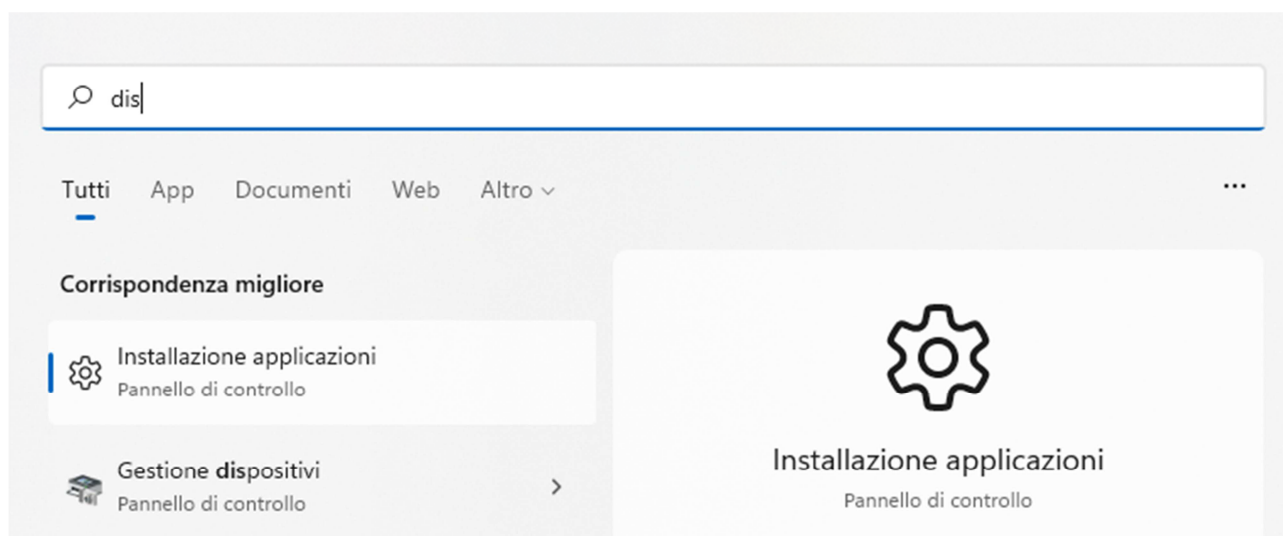 dis
Tutti App Documenti Web Altro
Corrispondenza migliore
Installazione applicazioni
Pannello di controllo
Gestione dispositivi
Pannello di controllo
Installazione applicazioni
Pannello di controllo